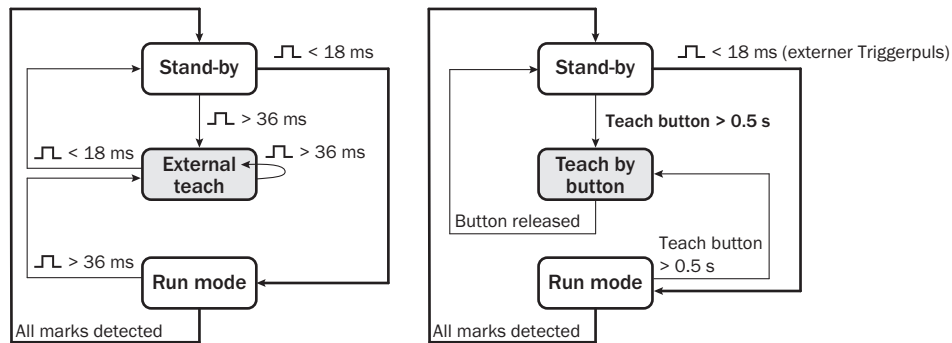 Stand-by
< 18 ms
> 36 ms
< 18 ms
External
teach
> 36 ms
> 36 ms
Run mode
All marks detected
Stand-by
< 18 ms (externer Triggerpuls)
Teach button > 0.5 s
Teach by
button
Button released
Teach button
> 0.5 s
Run mode
All marks detected